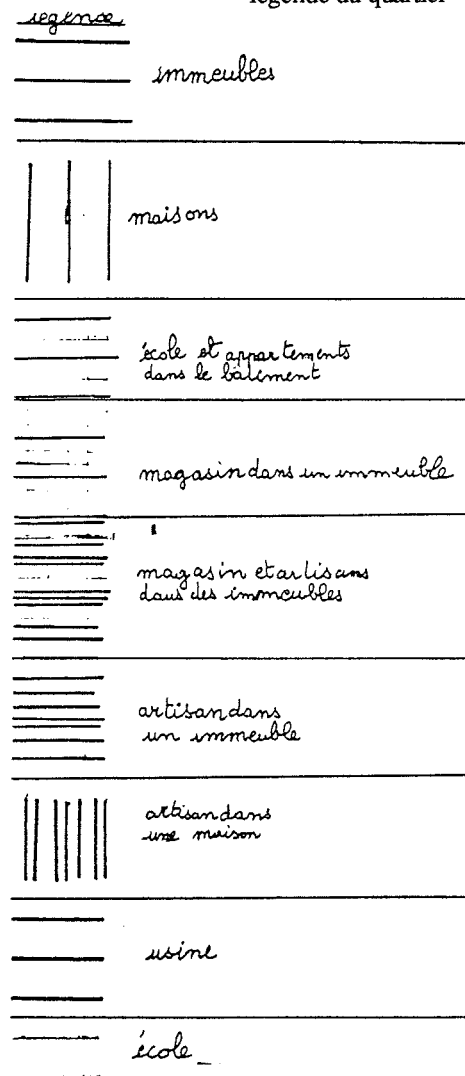 légende du quartier
légende
immeubles
maisons
école et appartements
dans le bâtiment
magasin dans un immeuble
magasin et artisans
dans des immeubles
artisan dans
un immeuble
artisan dans
une maison
usine
école